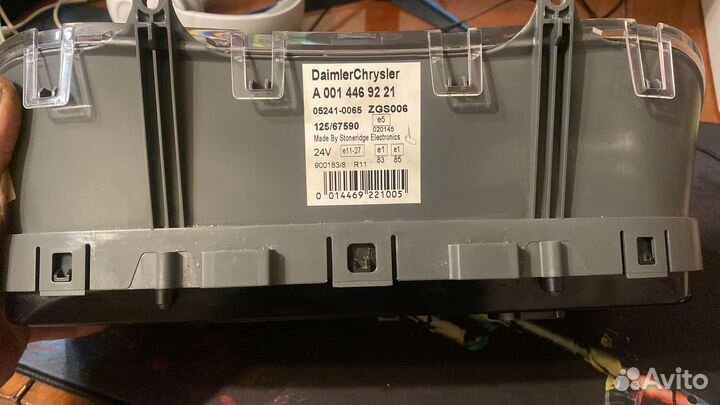 DaimlerChrysler
A 001 446 92 21
05241-0065 ZGS006
125/67590 e5
020145
Made By Stoneridge Electronics
24V e11-27 e1 e1
900183/8 R11 83 85
0 014469 221005
Avito